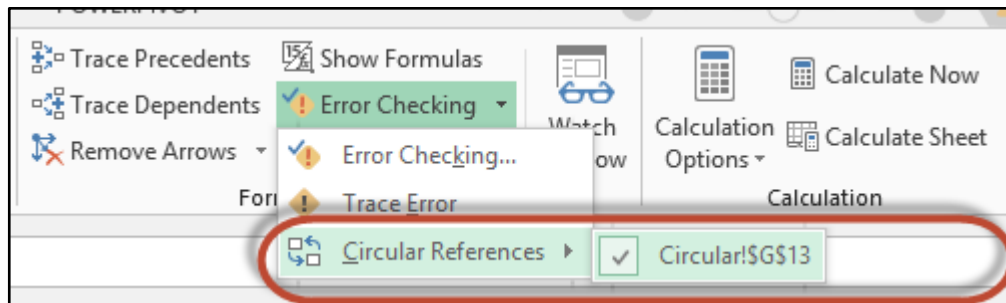 POWERPIVOT
Trace Precedents
Trace Dependents
Remove Arrows
Show Formulas
Error Checking
Error Checking...
Trace Error
Circular References
Circular!$G$13
Watch
Calculation
Options
Calculate Now
Calculate Sheet
Calculation